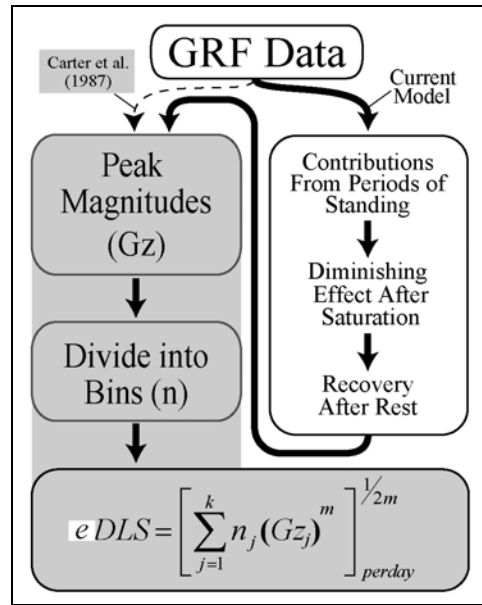 GRF Data
Carter et al.
(1987)
Current
Model
Peak
Magnitudes
(Gz)
Divide into
Bins (n)
Contributions
From Periods of
Standing
Diminishing
Effect After
Saturation
Recovery
After Rest
eDLS = [ ∑_{j=1}^{k} n_j (Gz_j)^m ]^{1/2m}_{perday}